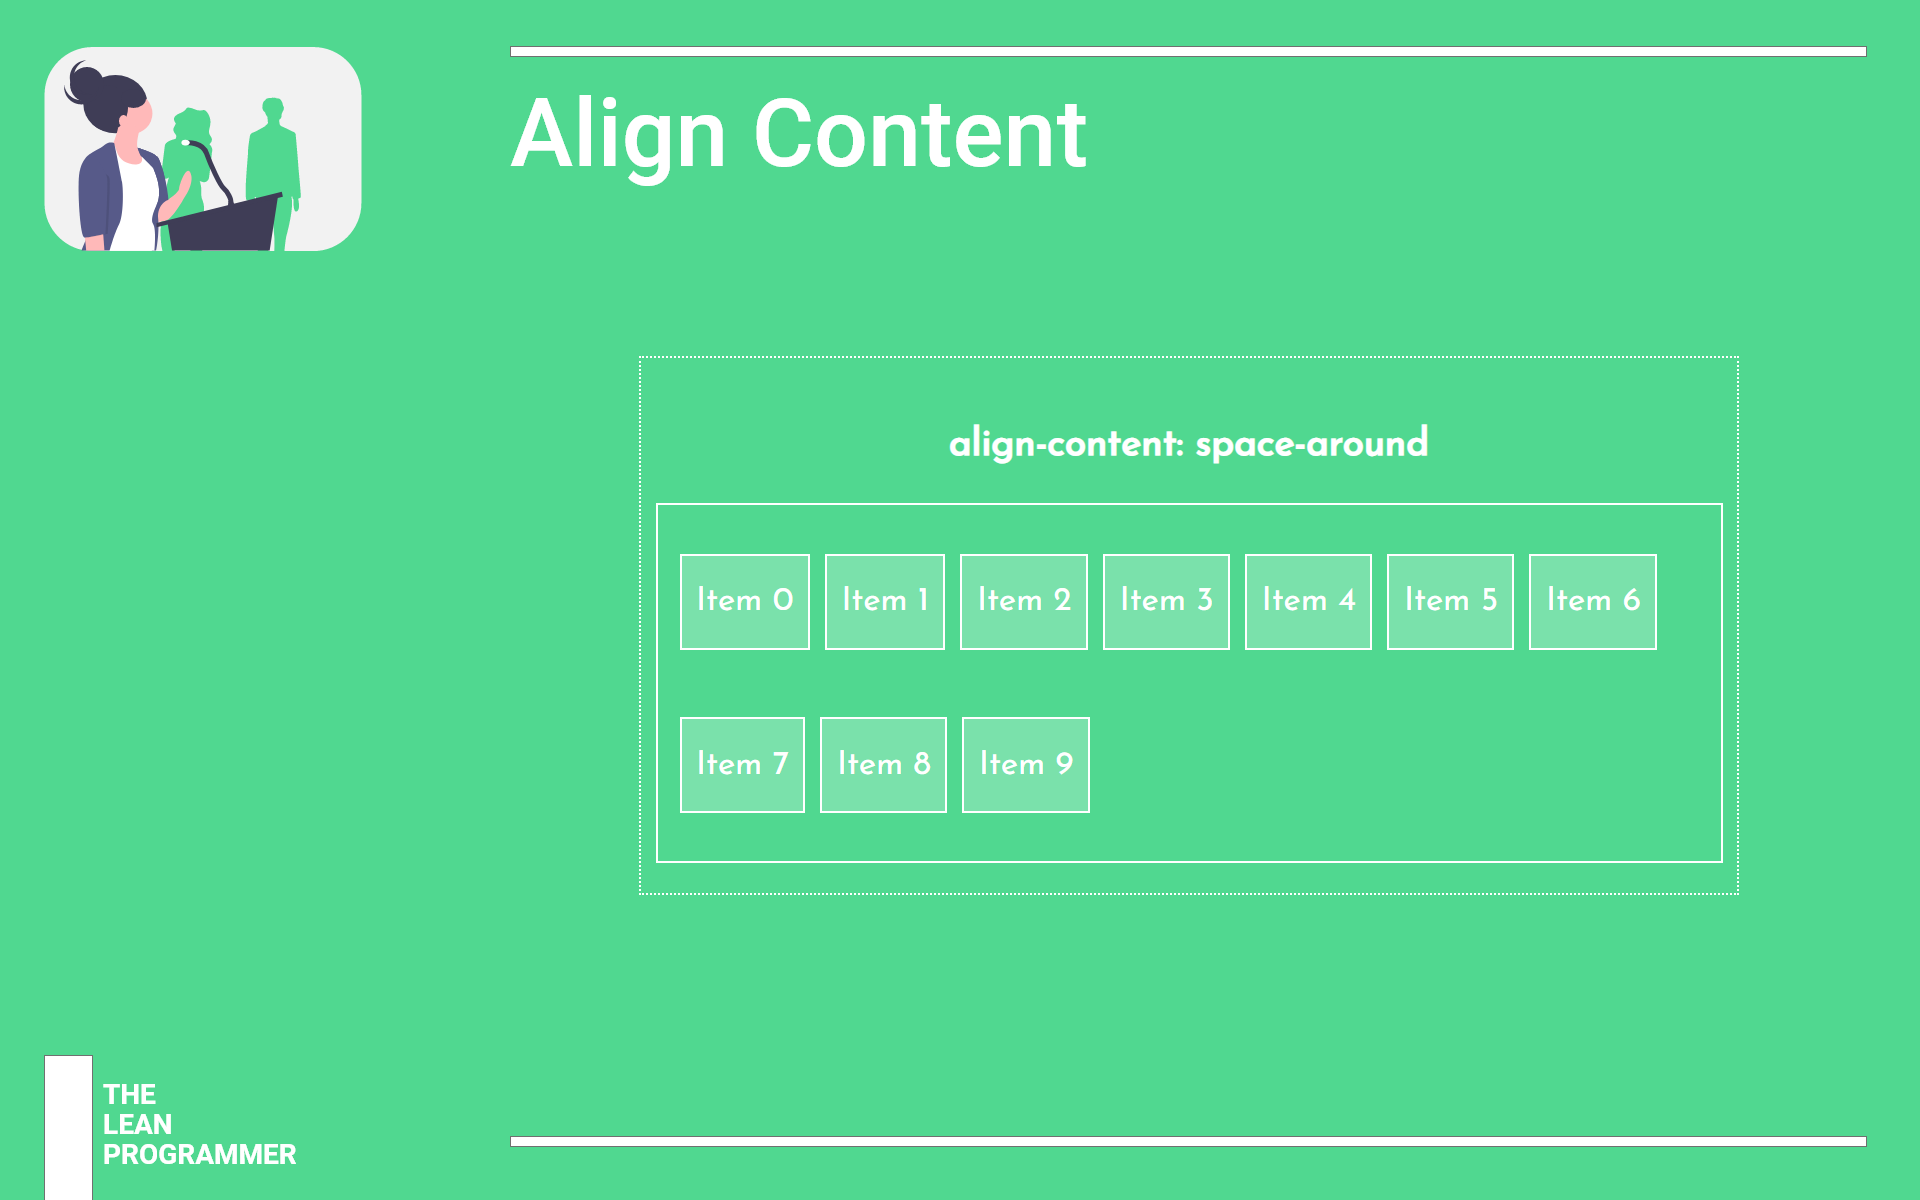 Align Content
align-content: space-around
Item 0 Item 1 Item 2 Item 3 Item 4 Item 5 Item 6
Item 7 Item 8 Item 9
THE
LEAN
PROGRAMMER